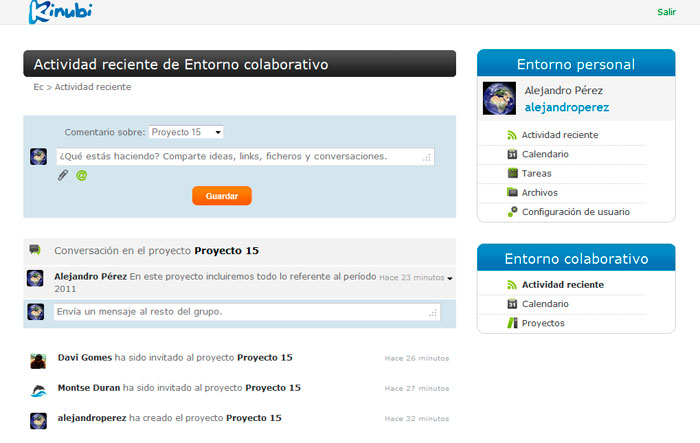 Kinubi
Salir
Actividad reciente de Entorno colaborativo
Ec > Actividad reciente
Comentario sobre: Proyecto 15
¿Qué estás haciendo? Comparte ideas, links, ficheros y conversaciones.
Guardar
Conversación en el proyecto Proyecto 15
Alejandro Pérez En este proyecto incluiremos todo lo referente al período Hace 23 minutos
2011
Envía un mensaje al resto del grupo.
Davi Gomes ha sido invitado al proyecto Proyecto 15 Hace 26 minutos
Montse Duran ha sido invitado al proyecto Proyecto 15 Hace 27 minutos
alejandroperez ha creado el proyecto Proyecto 15 Hace 32 minutos
Entorno personal
Alejandro Pérez
alejandroperez
Actividad reciente
Calendario
Tareas
Archivos
Configuración de usuario
Entorno colaborativo
Actividad reciente
Calendario
Proyectos